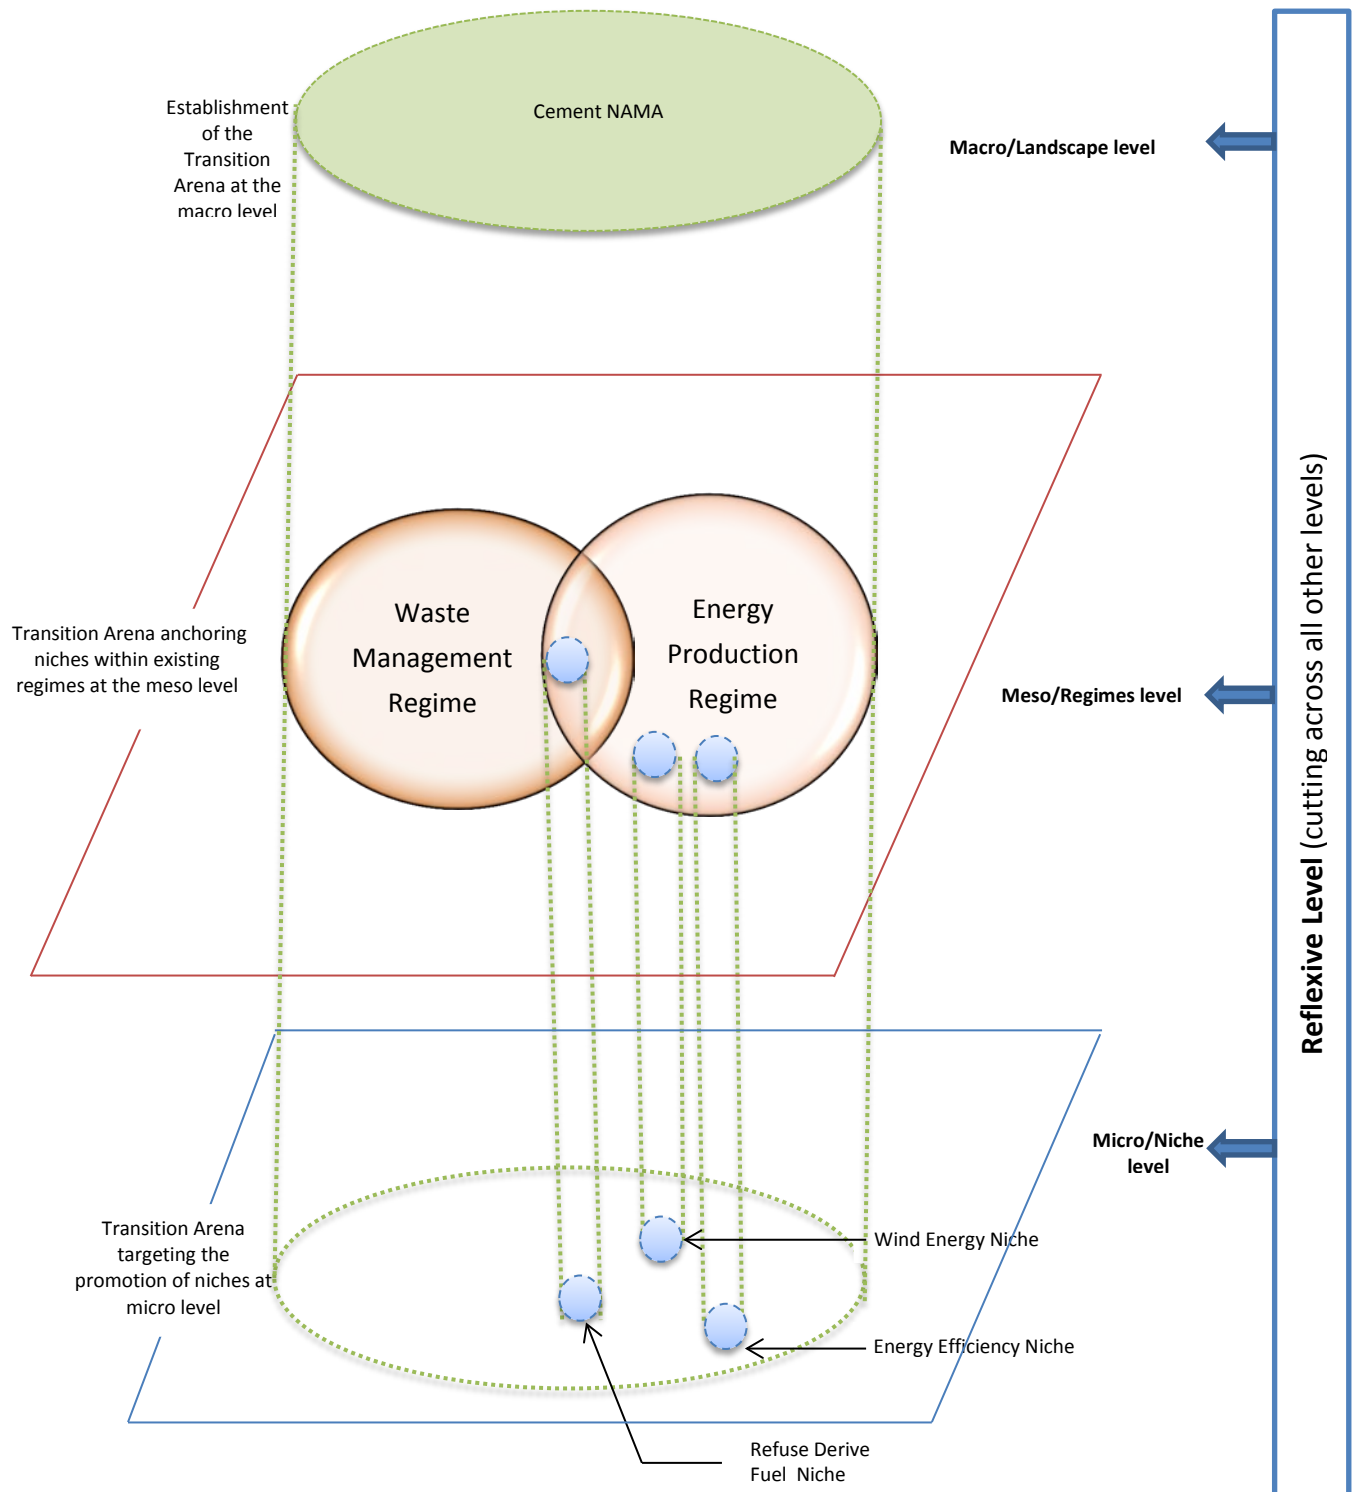 Cement NAMA
Establishment
of the
Transition
Arena at the
macro level
Macro/Landscape level
Waste
Management
Regime
Energy
Production
Regime
Transition Arena anchoring
niches within existing
regimes at the meso level
Meso/Regimes level
Reflexive Level (cutting across all other levels)
Micro/Niche
level
Transition Arena
targeting the
promotion of niches at
micro level
Wind Energy Niche
Energy Efficiency Niche
Refuse Derive
Fuel Niche